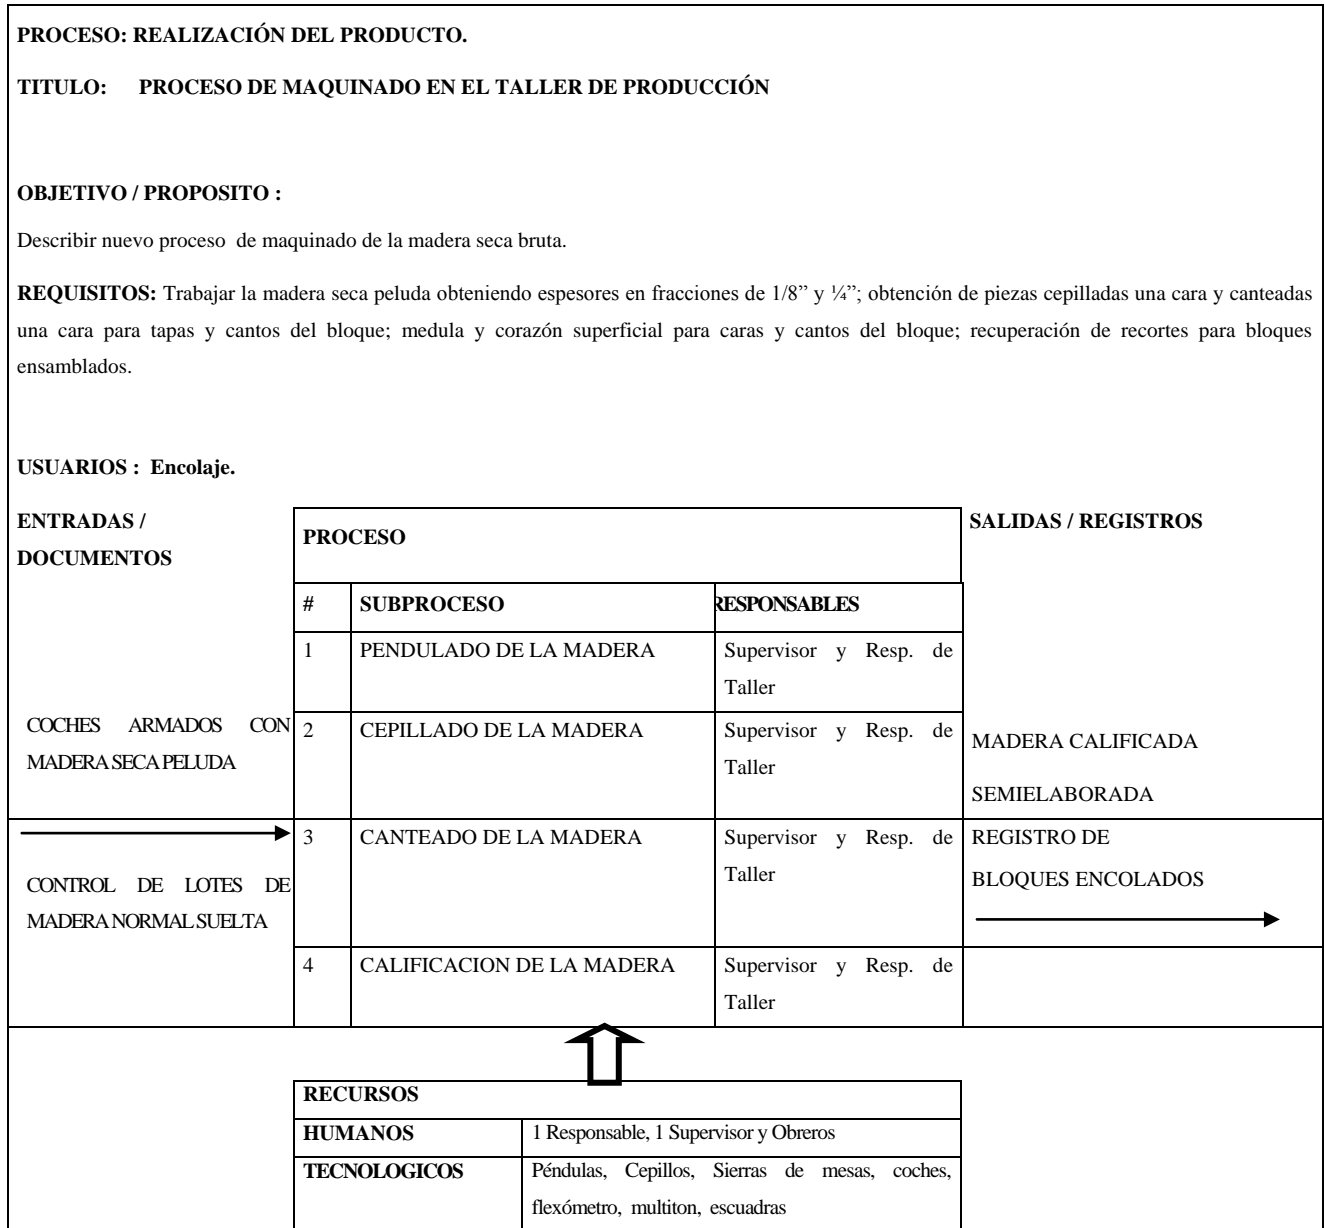 PROCESO: REALIZACIÓN DEL PRODUCTO.
TITULO: PROCESO DE MAQUINADO EN EL TALLER DE PRODUCCIÓN
OBJETIVO / PROPOSITO :
Describir nuevo proceso de maquinado de la madera seca bruta.
REQUISITOS: Trabajar la madera seca peluda obteniendo espesores en fracciones de 1/8” y ¼”; obtención de piezas cepilladas una cara y canteadas
una cara para tapas y cantos del bloque; medula y corazón superficial para caras y cantos del bloque; recuperación de recortes para bloques
ensamblados.
USUARIOS : Encolaje.
ENTRADAS /
DOCUMENTOS
COCHES ARMADOS CON
MADERA SECA PELUDA
CONTROL DE LOTES DE
MADERA NORMAL SUELTA
PROCESO
# SUBPROCESO RESPONSABLES
1 PENDULADO DE LA MADERA Supervisor y Resp. de
Taller
2 CEPILLADO DE LA MADERA Supervisor y Resp. de
Taller
3 CANTEADO DE LA MADERA Supervisor y Resp. de
Taller
4 CALIFICACION DE LA MADERA Supervisor y Resp. de
Taller
SALIDAS / REGISTROS
MADERA CALIFICADA
SEMIELABORADA
REGISTRO DE
BLOQUES ENCOLADOS
RECURSOS
HUMANOS 1 Responsable, 1 Supervisor y Obreros
TECNOLOGICOS Péndulas, Cepillos, Sierras de mesas, coches,
flexómetro, multiton, escuadras